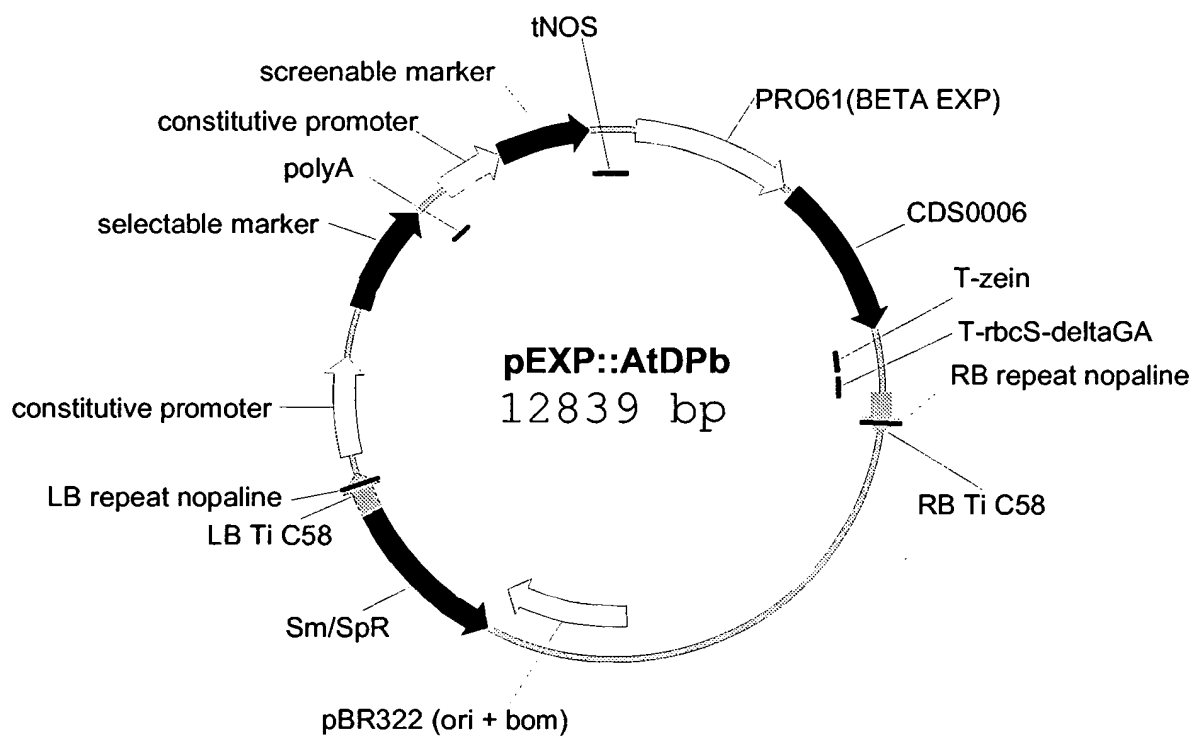 tNOS
screenable marker
PRO61(BETA EXP)
constitutive promoter
polyA
selectable marker
CDS0006
T-zein
T-rbcS-deltaGA
RB repeat nopaline
pEXP::AtDPb
12839 bp
constitutive promoter
LB repeat nopaline
LB Ti C58
RB Ti C58
Sm/SpR
pBR322 (ori + bom)